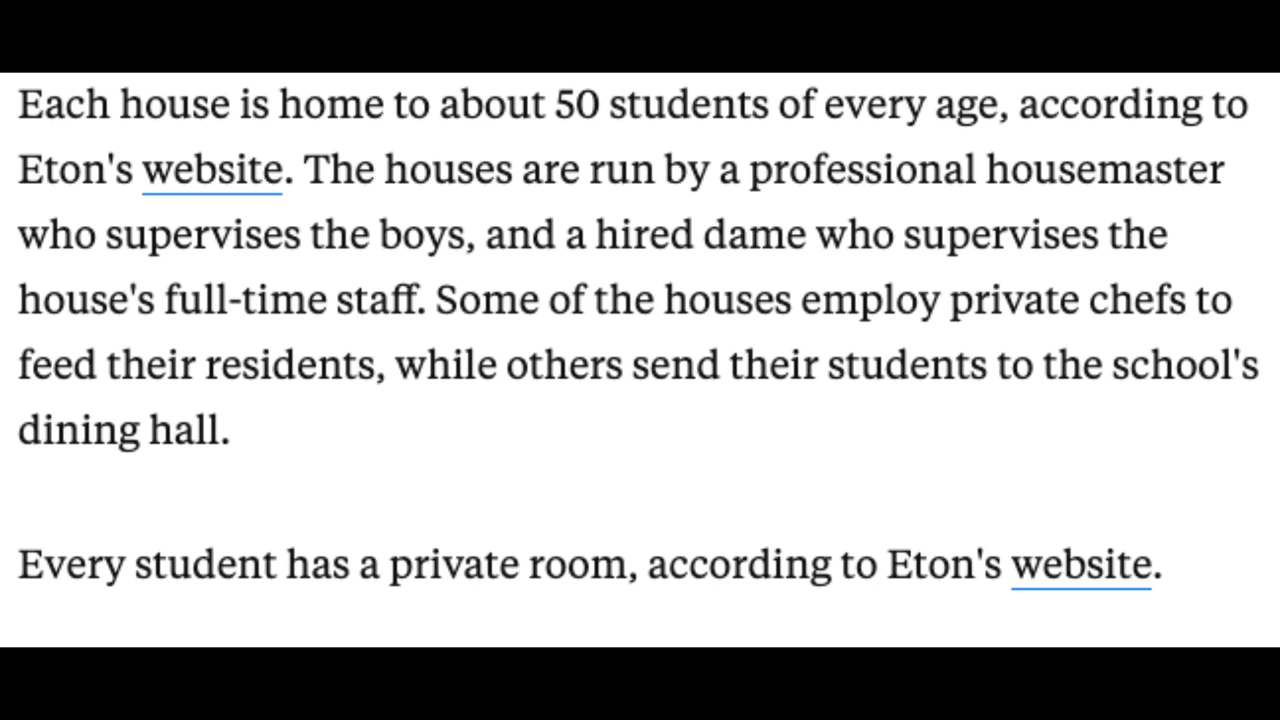 Each house is home to about 50 students of every age, according to
Eton's website. The houses are run by a professional housemaster
who supervises the boys, and a hired dame who supervises the
house's full-time staff. Some of the houses employ private chefs to
feed their residents, while others send their students to the school's
dining hall.
Every student has a private room, according to Eton's website.